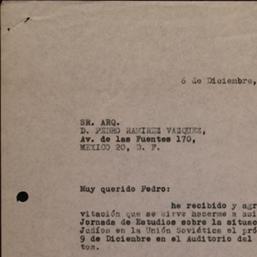 6 de Diciembre,
SR. ARQ.
D. PEDRO RAMIREZ VAZQUEZ,
Av. de las Fuentes 170,
MEXICO 20, D. F.
Muy querido Pedro:
he recibido y agr
vitación que se sirve hacerme a asi
Jornada de Estudios sobre la situac
Judíos en la Unión Soviética el pró
9 de Diciembre en el Auditorio del
tos.